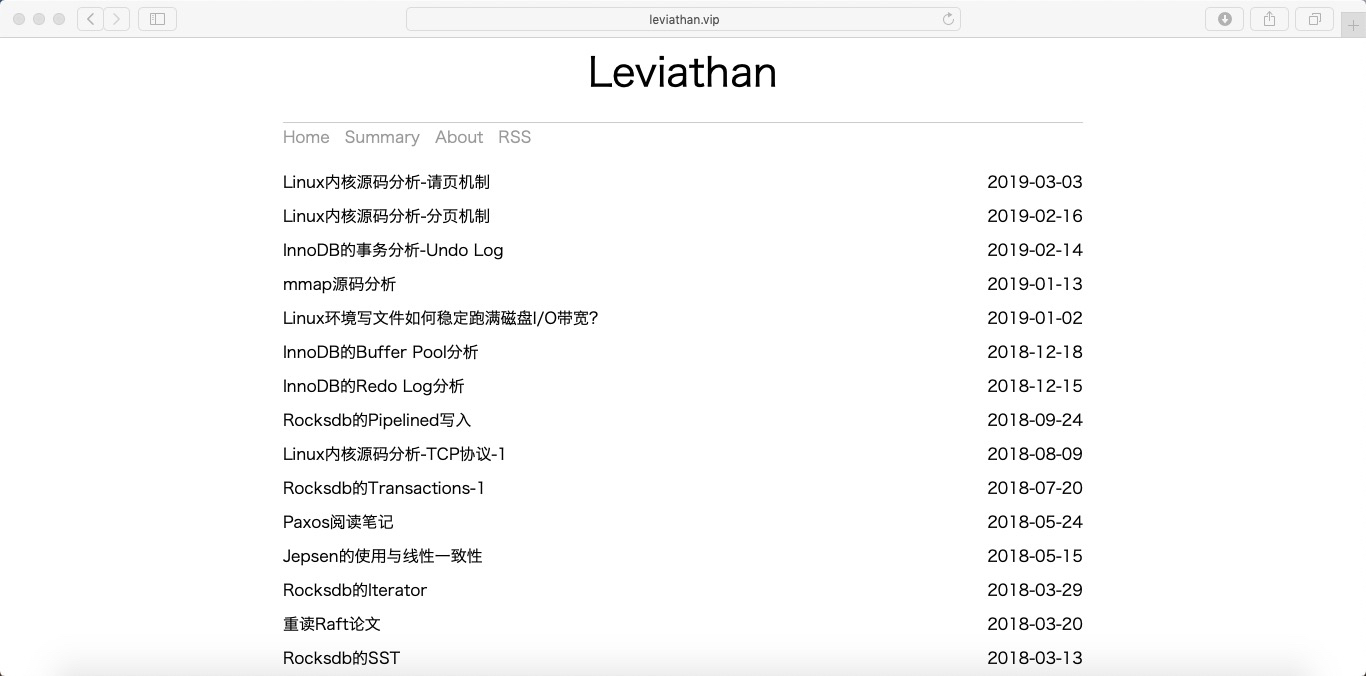 leviathan.vip
Leviathan
Home Summary About RSS
Linux内核源码分析-请页机制 2019-03-03
Linux内核源码分析-分页机制 2019-02-16
InnoDB的事务分析-Undo Log 2019-02-14
mmap源码分析 2019-01-13
Linux环境写文件如何稳定跑满磁盘I/O带宽? 2019-01-02
InnoDB的Buffer Pool分析 2018-12-18
InnoDB的Redo Log分析 2018-12-15
Rocksdb的Pipelined写入 2018-09-24
Linux内核源码分析-TCP协议-1 2018-08-09
Rocksdb的Transactions-1 2018-07-20
Paxos阅读笔记 2018-05-24
Jepsen的使用与线性一致性 2018-05-15
Rocksdb的Iterator 2018-03-29
重读Raft论文 2018-03-20
Rocksdb的SST 2018-03-13